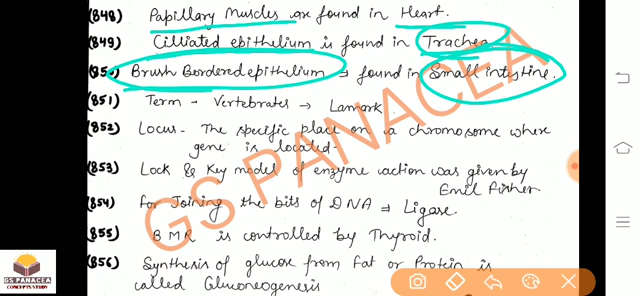 (848) Papillary Muscles are found in Heart.
(849) Cilliated epithelium is found in Trachea
(850) Brush Bordered epithelium → found in Small intestine.
(851) Term - Vertebrates → Lamark
(852) Locus - The specific place on a chromosome where
gene is located.
(853) Lock & Key model of enzyme action was given by
Emil Fisher
(854) For Joining the bits of DNA = Ligase
(855) BMR is controlled by Thyroid.
(856) Synthesis of glucose from Fat or Protein is
called Gluconeogenesis
GS PANACEA
GS PANACEA
CONCEPTS STUDY